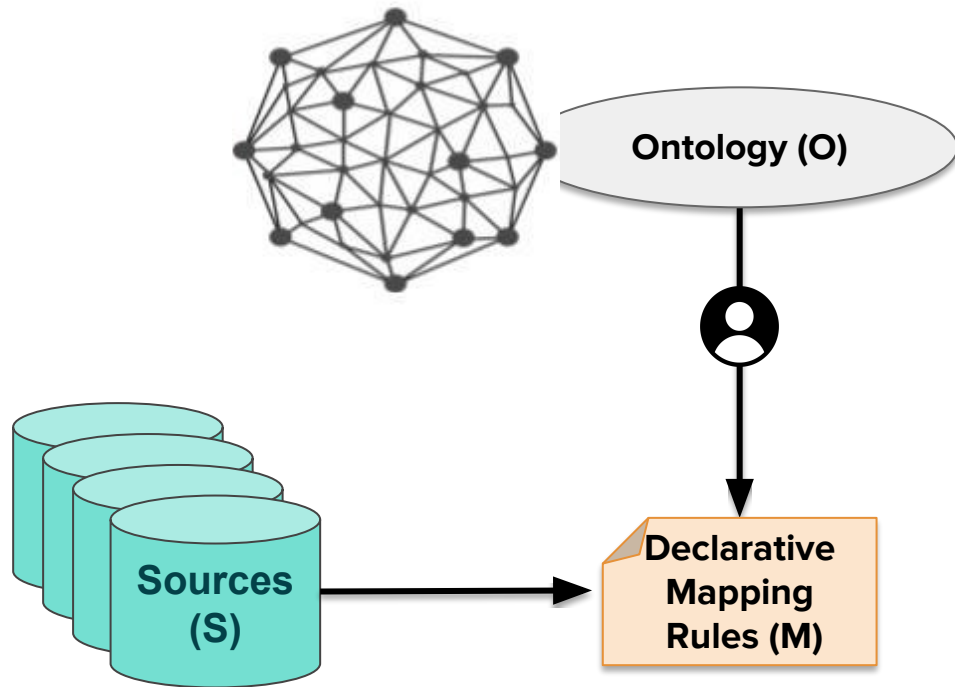 Ontology (O)
Declarative
Mapping
Rules (M)
Sources
(S)